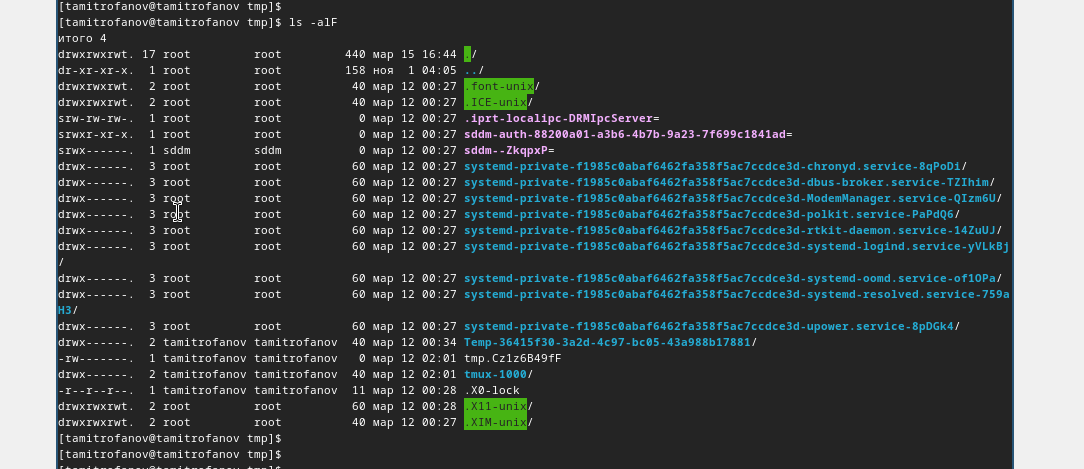 [tamitrofanov@tamitrofanov tmp]$
[tamitrofanov@tamitrofanov tmp]$ ls -alF
итого 4
drwxrwxrwt. 17 root         root         440 мар 15 16:44 ./
dr-xr-xr-x.  1 root         root         158 ноя  1 04:05 ../
drwxrwxrwt.  2 root         root          40 мар 12 00:27 .font-unix/
drwxrwxrwt.  2 root         root          40 мар 12 00:27 .ICE-unix/
srw-rw-rw-.  1 root         root           0 мар 12 00:27 .iprt-localipc-DRMIpcServer=
srwxr-xr-x.  1 root         root           0 мар 12 00:27 sddm-auth-88200a01-a3b6-4b7b-9a23-7f699c1841ad=
srwx------.  1 sddm         sddm           0 мар 12 00:27 sddm--ZkqpxP=
drwx------.  3 root         root          60 мар 12 00:27 systemd-private-f1985c0abaf6462fa358f5ac7ccdce3d-chronyd.service-8qPoDi/
drwx------.  3 root         root          60 мар 12 00:27 systemd-private-f1985c0abaf6462fa358f5ac7ccdce3d-dbus-broker.service-TZIhim/
drwx------.  3 root         root          60 мар 12 00:27 systemd-private-f1985c0abaf6462fa358f5ac7ccdce3d-ModemManager.service-QIzm6U/
drwx------.  3 root         root          60 мар 12 00:27 systemd-private-f1985c0abaf6462fa358f5ac7ccdce3d-polkit.service-PaPdQ6/
drwx------.  3 root         root          60 мар 12 00:27 systemd-private-f1985c0abaf6462fa358f5ac7ccdce3d-rtkit-daemon.service-14ZuUJ/
drwx------.  3 root         root          60 мар 12 00:27 systemd-private-f1985c0abaf6462fa358f5ac7ccdce3d-systemd-logind.service-yVLkBj
/
drwx------.  3 root         root          60 мар 12 00:27 systemd-private-f1985c0abaf6462fa358f5ac7ccdce3d-systemd-oomd.service-of1OPa/
drwx------.  3 root         root          60 мар 12 00:27 systemd-private-f1985c0abaf6462fa358f5ac7ccdce3d-systemd-resolved.service-759a
H3/
drwx------.  3 root         root          60 мар 12 00:27 systemd-private-f1985c0abaf6462fa358f5ac7ccdce3d-upower.service-8pDGk4/
drwx------.  2 tamitrofanov tamitrofanov  40 мар 12 00:34 Temp-36415f30-3a2d-4c97-bc05-43a988b17881/
-rw-------.  1 tamitrofanov tamitrofanov   0 мар 12 02:01 tmp.Cz1z6B49fF
drwx------.  2 tamitrofanov tamitrofanov  40 мар 12 02:01 tmux-1000/
-r--r--r--.  1 tamitrofanov tamitrofanov  11 мар 12 00:28 .X0-lock
drwxrwxrwt.  2 root         root          60 мар 12 00:28 .X11-unix/
drwxrwxrwt.  2 root         root          40 мар 12 00:27 .XIM-unix/
[tamitrofanov@tamitrofanov tmp]$
[tamitrofanov@tamitrofanov tmp]$